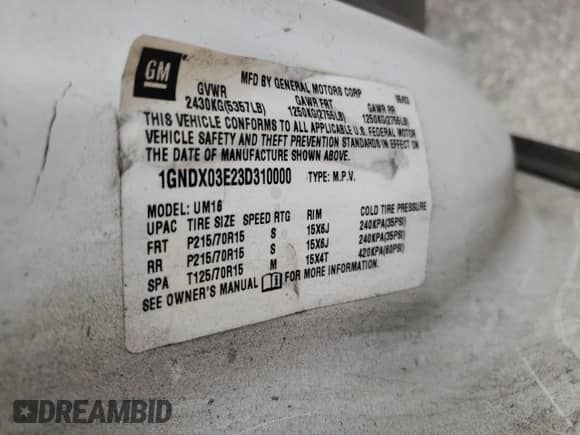 GM
MFD BY GENERAL MOTORS CORP
GVWR GAWR FRT GAWR RR
2430KG(5357LB) 1250KG(2756LB) 1250KG(2756LB)
THIS VEHICLE CONFORMS TO ALL APPLICABLE U.S. FEDERAL MOTOR
VEHICLE SAFETY AND THEFT PREVENTION STANDARDS IN EFFECT ON
THE DATE OF MANUFACTURE SHOWN ABOVE.
1GNDX03E23D310000 TYPE: M.P.V.
MODEL: UM16
UPAC TIRE SIZE SPEED RTG RIM COLD TIRE PRESSURE
FRT P215/70R15 S 15X6J 240KPA(35PSI)
RR P215/70R15 S 15X6J 240KPA(35PSI)
SPA T125/70R15 M 15X4T 420KPA(60PSI)
SEE OWNER'S MANUAL FOR MORE INFORMATION.
DREAMBID